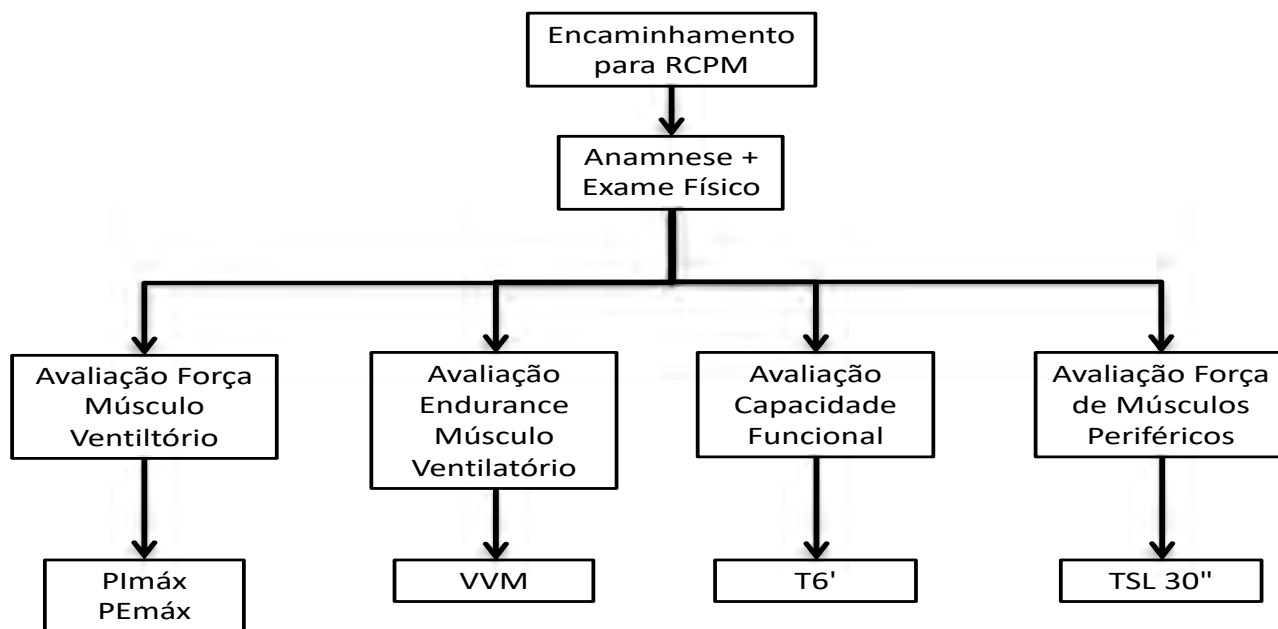 Encaminhamento
para RCPM
Anamnese +
Exame Físico
Avaliação Força
Músculo
Ventiltório
Avaliação
Endurance
Músculo
Ventilatório
Avaliação
Capacidade
Funcional
Avaliação Força
de Músculos
Periféricos
PImáx
PEmáx
VVM
T6'
TSL 30"